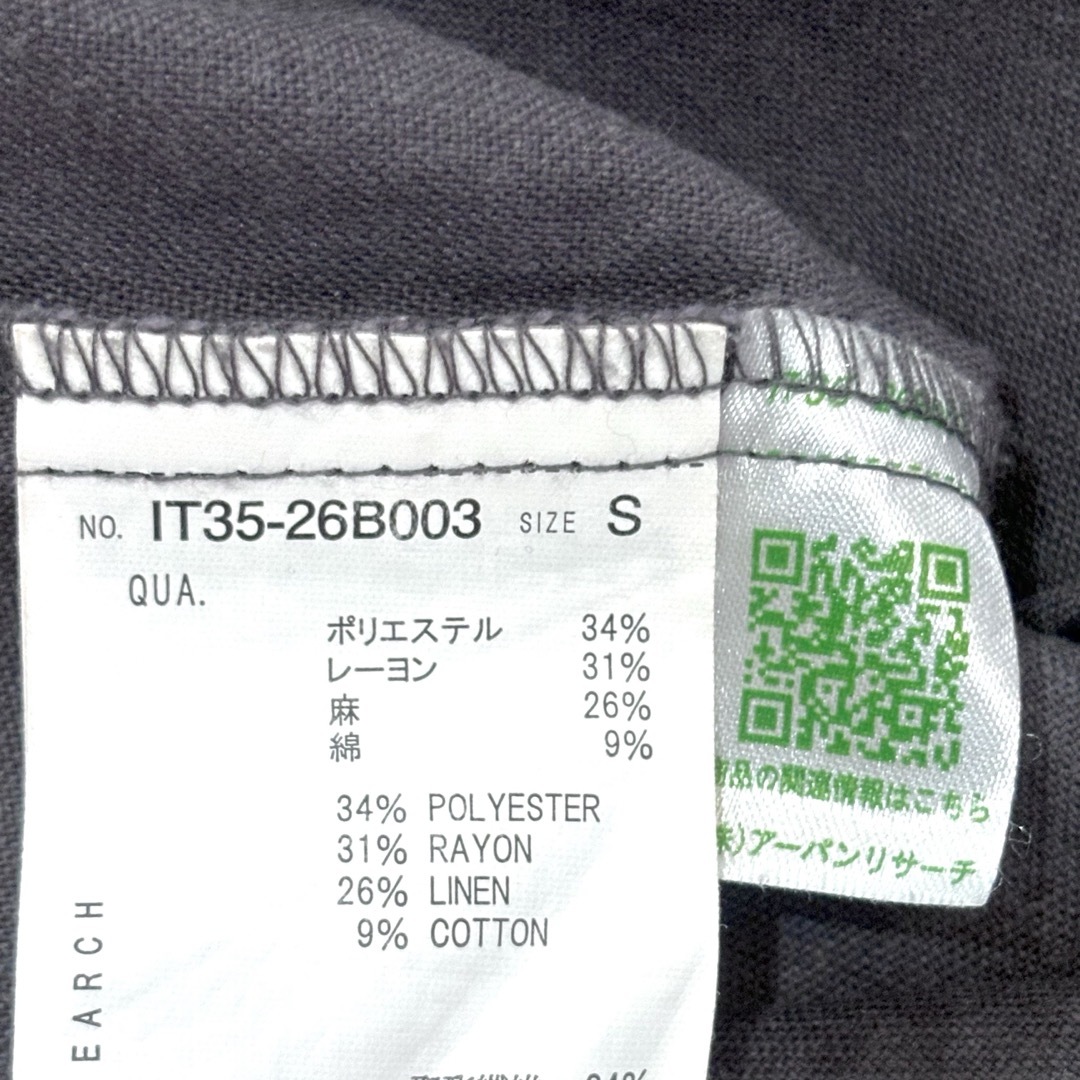 NO. IT35-26B003 SIZE S
QUA.
ポリエステル 34%
レーヨン 31%
麻 26%
綿 9%
34% POLYESTER
31% RAYON
26% LINEN
9% COTTON
EARCH
品の関連情報はこちら
株)アーバンリサーチ